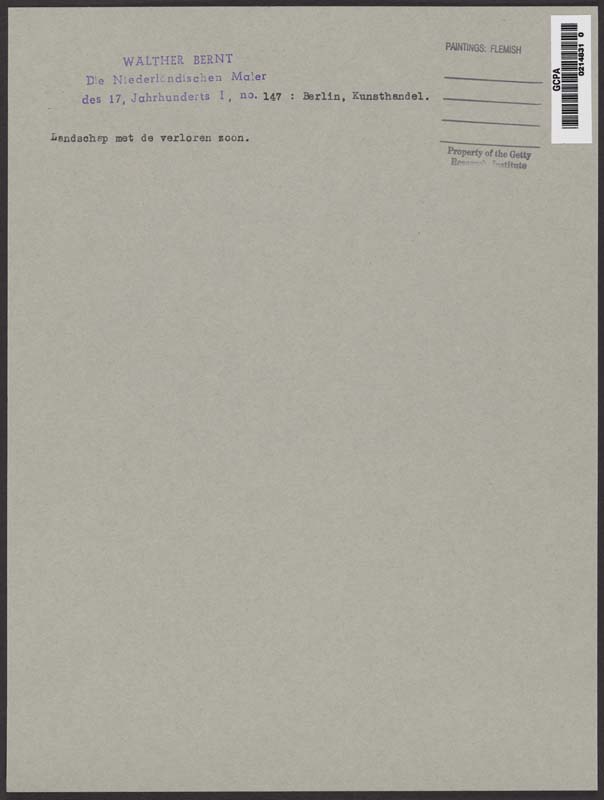 WALTHER BERNT
Die Niederländischen Maler
des 17, Jahrhunderts I, no. 147 : Berlin, Kunsthandel.
Landschap met de verloren zoon.
PAINTINGS: FLEMISH
Property of the Getty
Research Institute
GCPA
0214831 0